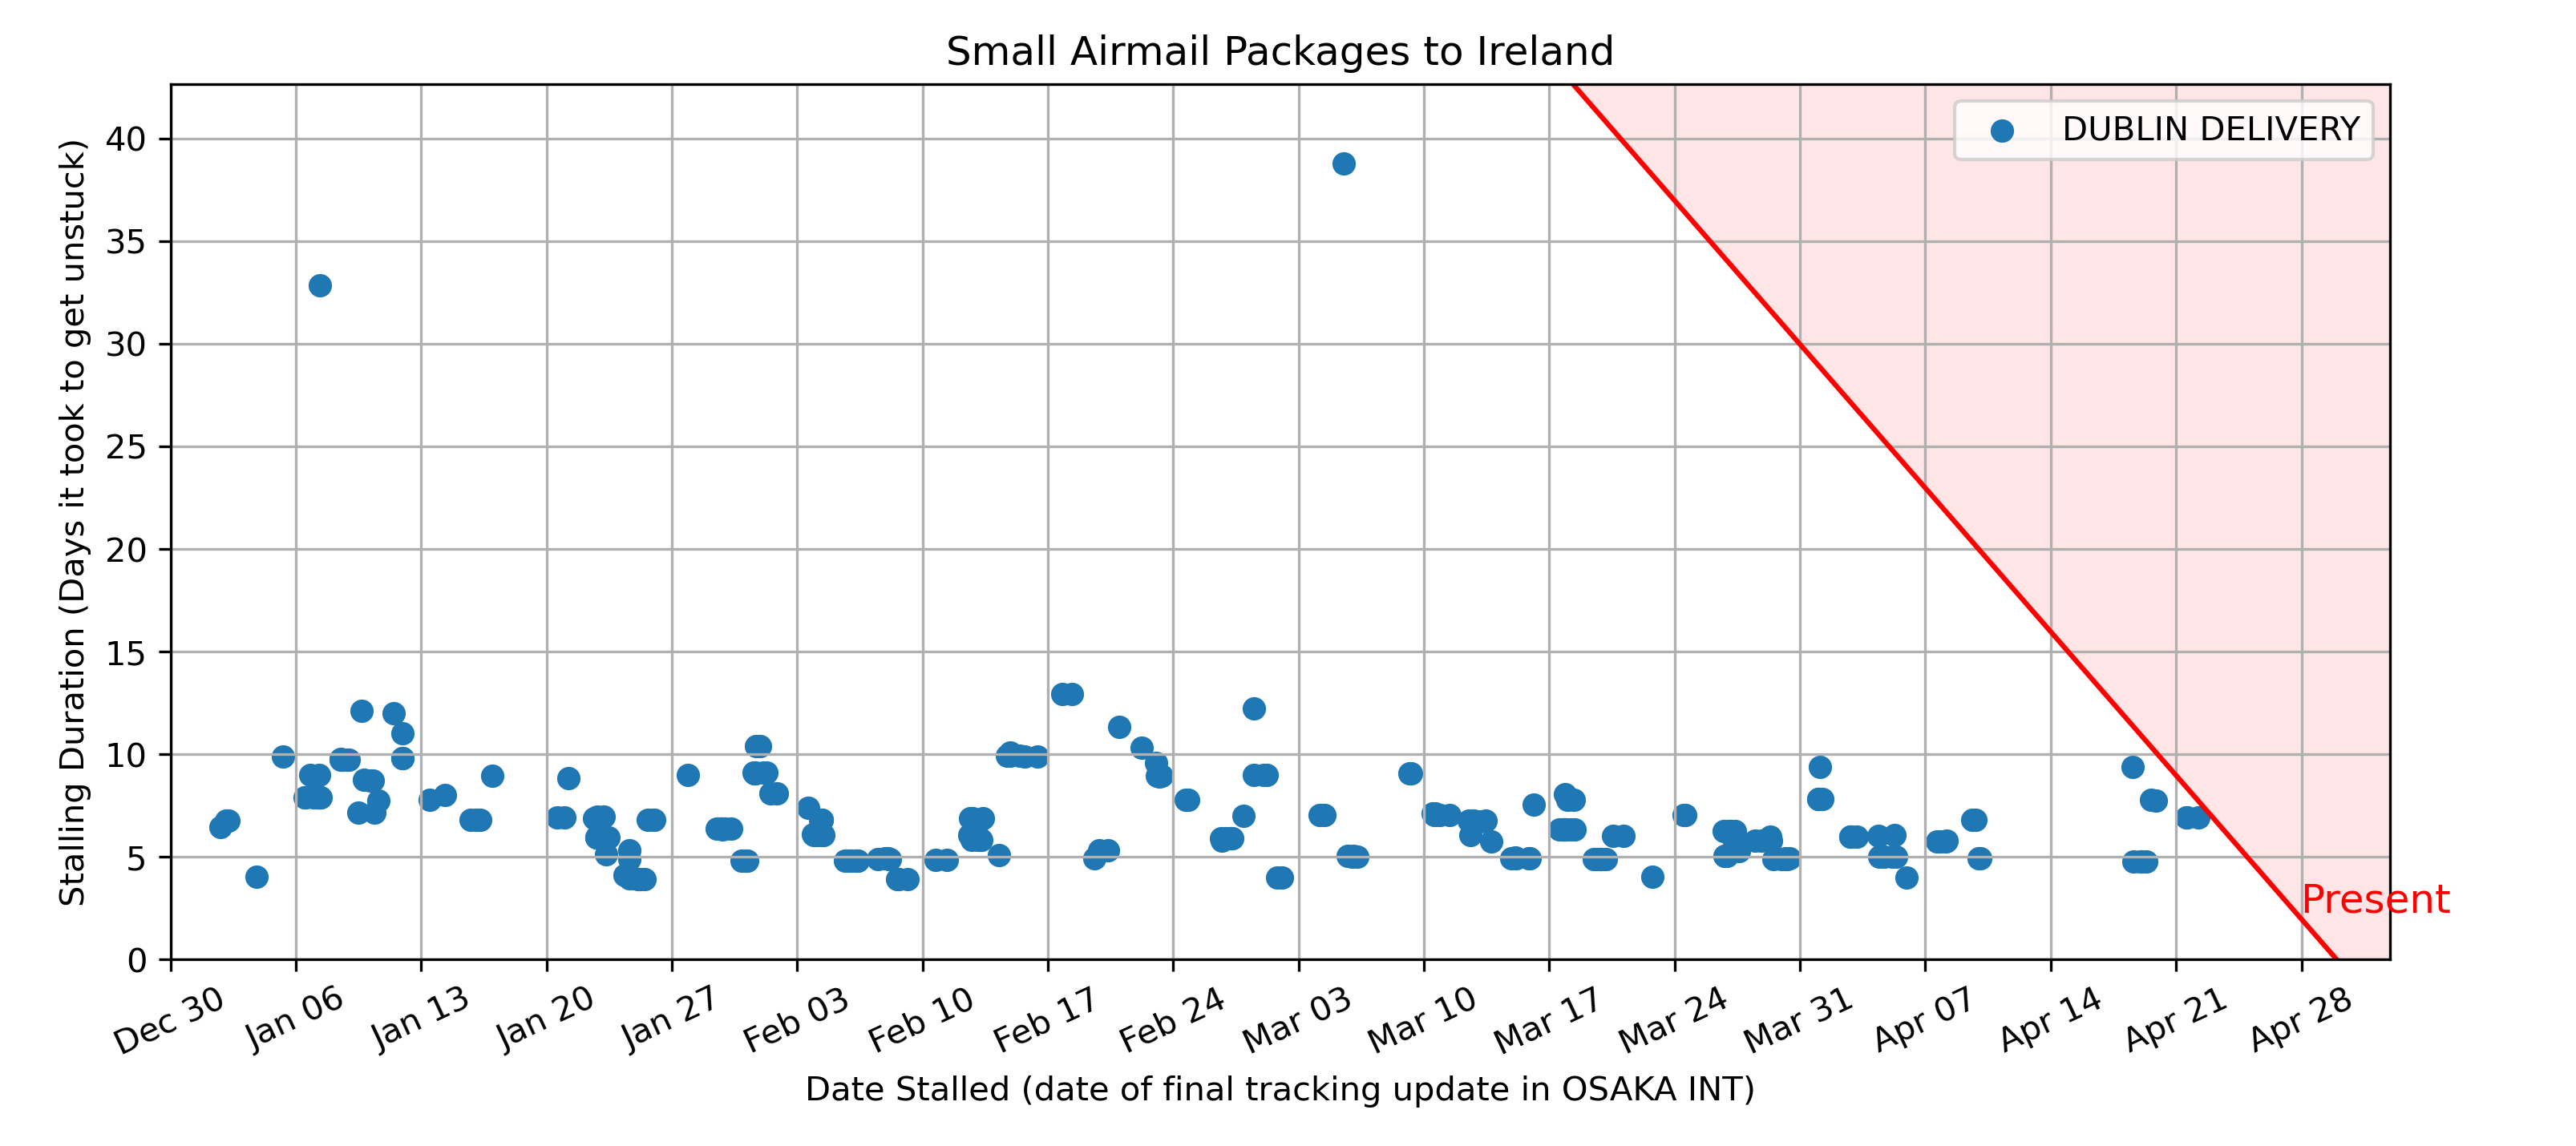 Small Airmail Packages to Ireland
DUBLIN DELIVERY
Stalling Duration (Days it took to get unstuck)
40
35
30
25
20
15
10
5
0
Present
Dec 30
Jan 06
Jan 13
Jan 20
Jan 27
Feb 03
Feb 10
Feb 17
Feb 24
Mar 03
Mar 10
Mar 17
Mar 24
Mar 31
Apr 07
Apr 14
Apr 21
Apr 28
Date Stalled (date of final tracking update in OSAKA INT)